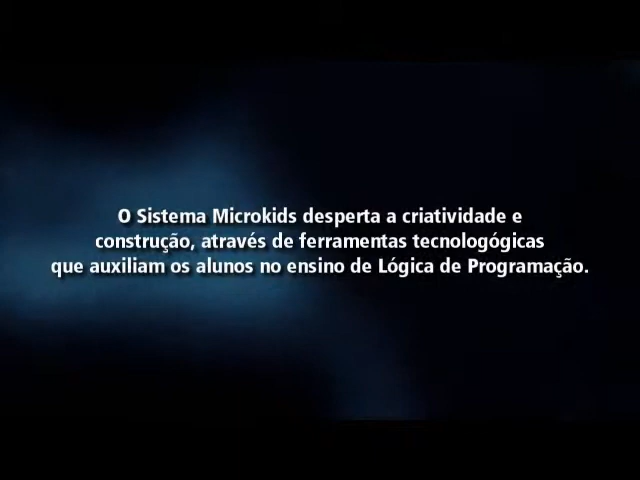 O Sistema Microkids desperta a criatividade e
construção, através de ferramentas tecnologógicas
que auxiliam os alunos no ensino de Lógica de Programação.